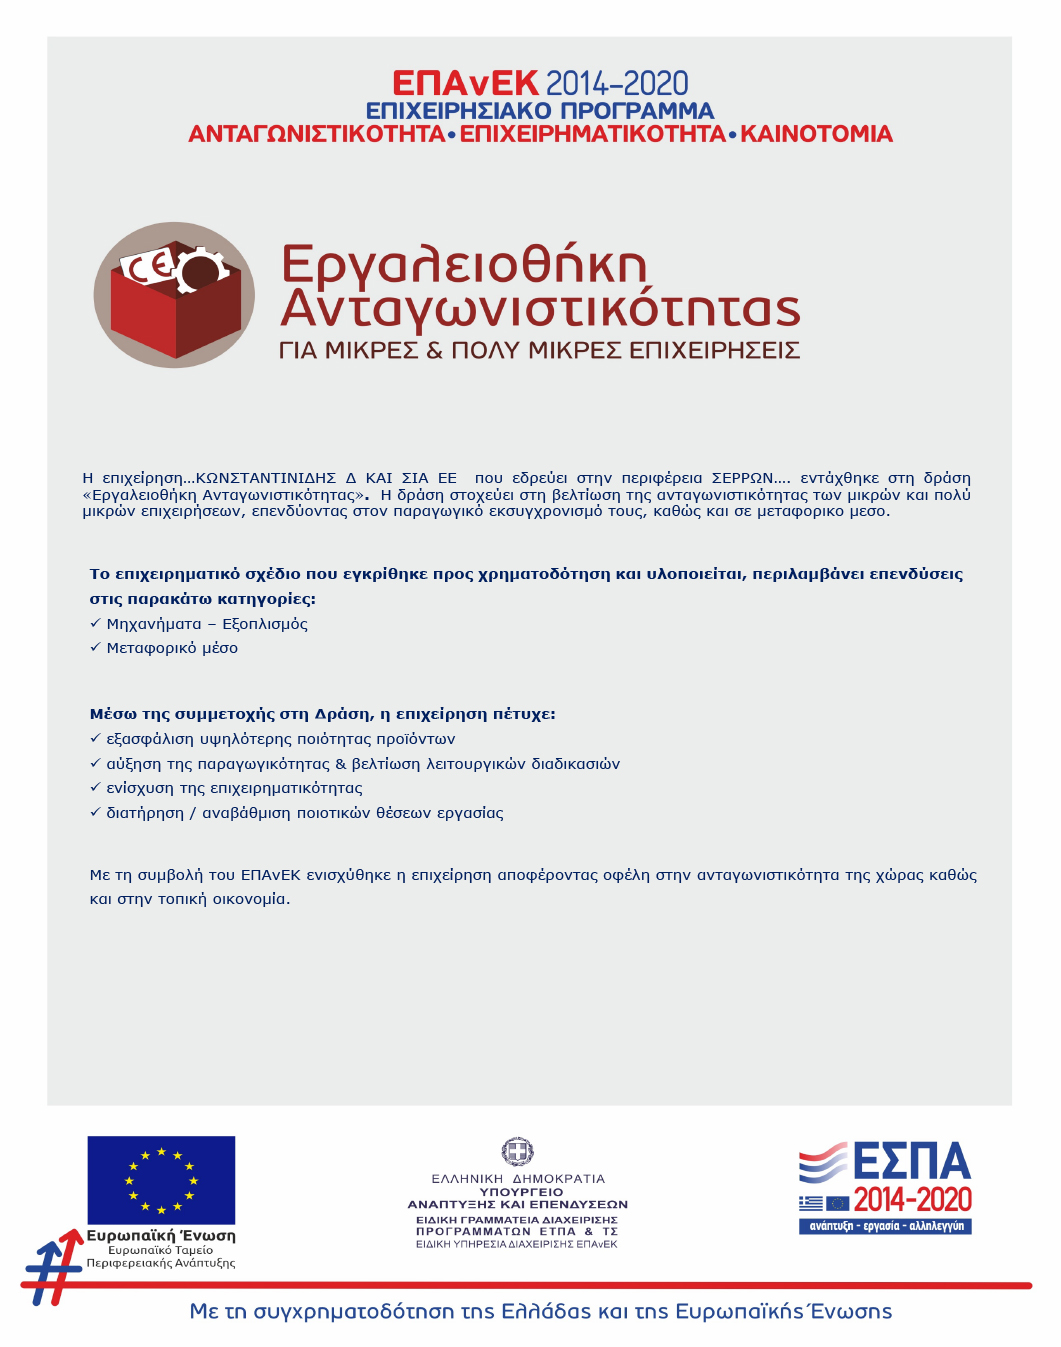 ΕΠΑνΕΚ 2014–2020
ΕΠΙΧΕΙΡΗΣΙΑΚΟ ΠΡΟΓΡΑΜΜΑ
ΑΝΤΑΓΩΝΙΣΤΙΚΟΤΗΤΑ•ΕΠΙΧΕΙΡΗΜΑΤΙΚΟΤΗΤΑ•ΚΑΙΝΟΤΟΜΙΑ
CE
Εργαλειοθήκη
Ανταγωνιστικότητας
ΓΙΑ ΜΙΚΡΕΣ & ΠΟΛΥ ΜΙΚΡΕΣ ΕΠΙΧΕΙΡΗΣΕΙΣ
Η επιχείρηση...ΚΩΝΣΤΑΝΤΙΝΙΔΗΣ Δ ΚΑΙ ΣΙΑ ΕΕ που εδρεύει στην περιφέρεια ΣΕΡΡΩΝ.... εντάχθηκε στη δράση
«Εργαλειοθήκη Ανταγωνιστικότητας». Η δράση στοχεύει στη βελτίωση της ανταγωνιστικότητας των μικρών και πολύ
μικρών επιχειρήσεων, επενδύοντας στον παραγωγικό εκσυγχρονισμό τους, καθώς και σε μεταφορικο μεσο.
Το επιχειρηματικό σχέδιο που εγκρίθηκε προς χρηματοδότηση και υλοποιείται, περιλαμβάνει επενδύσεις
στις παρακάτω κατηγορίες:
✓ Μηχανήματα – Εξοπλισμός
✓ Μεταφορικό μέσο
Μέσω της συμμετοχής στη Δράση, η επιχείρηση πέτυχε:
✓ εξασφάλιση υψηλότερης ποιότητας προϊόντων
✓ αύξηση της παραγωγικότητας & βελτίωση λειτουργικών διαδικασιών
✓ ενίσχυση της επιχειρηματικότητας
✓ διατήρηση / αναβάθμιση ποιοτικών θέσεων εργασίας
Με τη συμβολή του ΕΠΑνΕΚ ενισχύθηκε η επιχείρηση αποφέροντας οφέλη στην ανταγωνιστικότητα της χώρας καθώς
και στην τοπική οικονομία.
Ευρωπαϊκή Ένωση
Ευρωπαϊκό Ταμείο
Περιφερειακής Ανάπτυξης
ΕΛΛΗΝΙΚΗ ΔΗΜΟΚΡΑΤΙΑ
ΥΠΟΥΡΓΕΙΟ
ΑΝΑΠΤΥΞΗΣ ΚΑΙ ΕΠΕΝΔΥΣΕΩΝ
ΕΙΔΙΚΗ ΓΡΑΜΜΑΤΕΙΑ ΔΙΑΧΕΙΡΙΣΗΣ
ΠΡΟΓΡΑΜΜΑΤΩΝ ΕΤΠΑ & ΤΣ
ΕΙΔΙΚΗ ΥΠΗΡΕΣΙΑ ΔΙΑΧΕΙΡΙΣΗΣ ΕΠΑνΕΚ
ΕΣΠΑ
2014-2020
ανάπτυξη - εργασία - αλληλεγγύη
Με τη συγχρηματοδότηση της Ελλάδας και της Ευρωπαϊκής Ένωσης